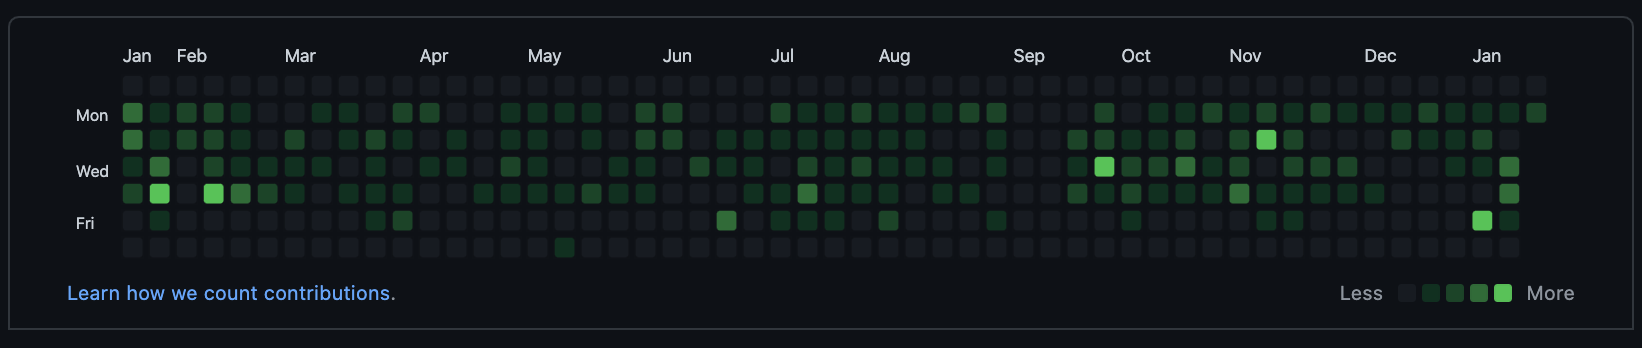 Jan Feb Mar Apr May Jun Jul Aug Sep Oct Nov Dec Jan
Mon
Wed
Fri
Learn how we count contributions.
Less More